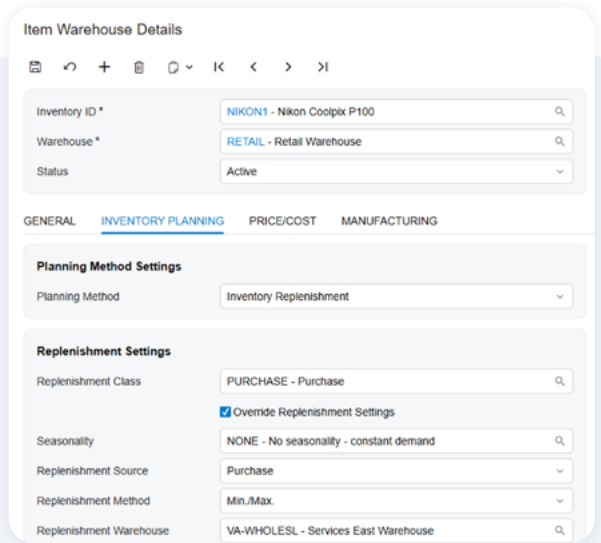 Item Warehouse Details
Inventory ID * NIKON1 - Nikon Coolpix P100
Warehouse * RETAIL - Retail Warehouse
Status Active
GENERAL INVENTORY PLANNING PRICE/COST MANUFACTURING
Planning Method Settings
Planning Method Inventory Replenishment
Replenishment Settings
Replenishment Class PURCHASE - Purchase
Override Replenishment Settings
Seasonality NONE - No seasonality - constant demand
Replenishment Source Purchase
Replenishment Method Min./Max.
Replenishment Warehouse VA-WHOLESL - Services East Warehouse